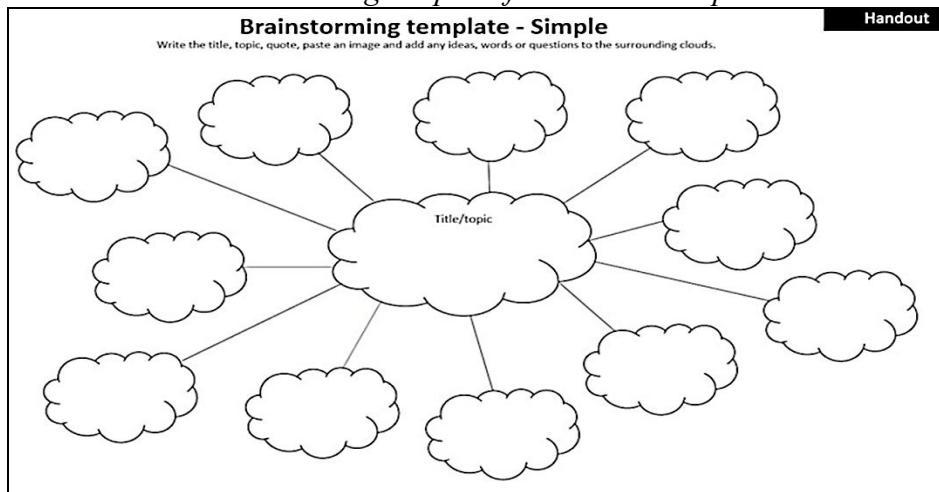 Handout
Brainstorming template - Simple
Write the title, topic, quote, paste an image and add any ideas, words or questions to the surrounding clouds.
Title/topic